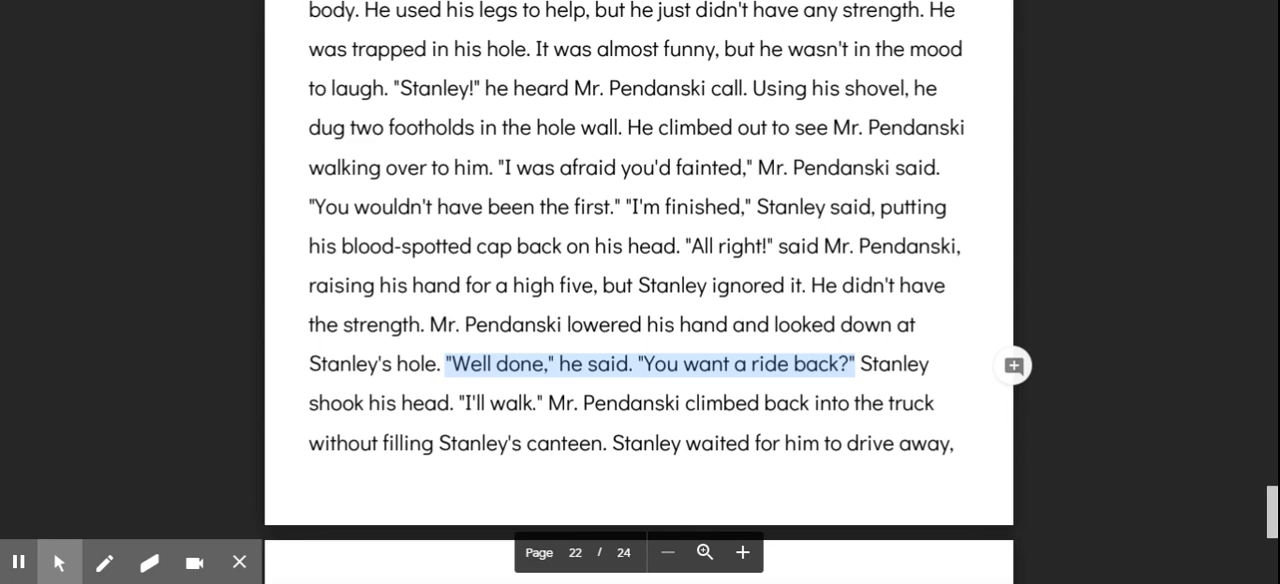 body. He used his legs to help, but he just didn't have any strength. He
was trapped in his hole. It was almost funny, but he wasn't in the mood
to laugh. "Stanley!" he heard Mr. Pendanski call. Using his shovel, he
dug two footholds in the hole wall. He climbed out to see Mr. Pendanski
walking over to him. "I was afraid you'd fainted," Mr. Pendanski said.
"You wouldn't have been the first." "I'm finished," Stanley said, putting
his blood-spotted cap back on his head. "All right!" said Mr. Pendanski,
raising his hand for a high five, but Stanley ignored it. He didn't have
the strength. Mr. Pendanski lowered his hand and looked down at
Stanley's hole. "Well done," he said. "You want a ride back?" Stanley
shook his head. "I'll walk." Mr. Pendanski climbed back into the truck
without filling Stanley's canteen. Stanley waited for him to drive away,
Page 22 / 24